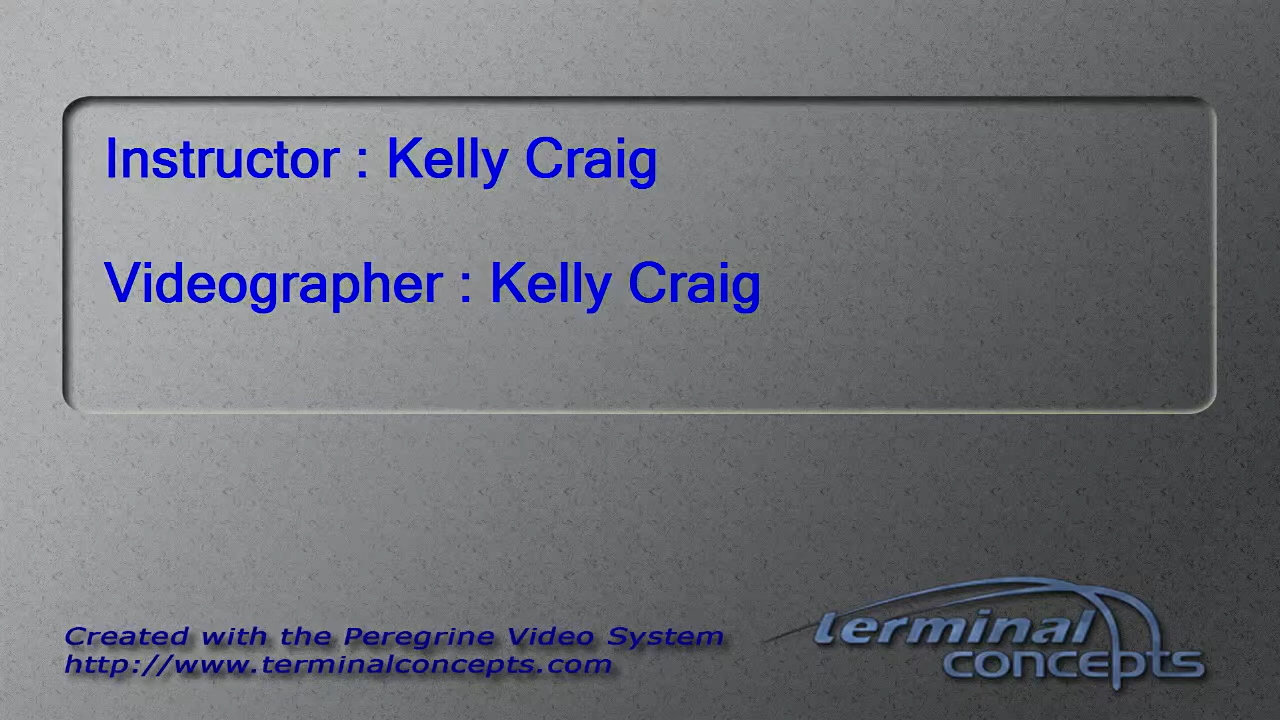 Instructor : Kelly Craig
Videographer : Kelly Craig
Created with the Peregrine Video System
http://www.terminalconcepts.com
terminal
concepts